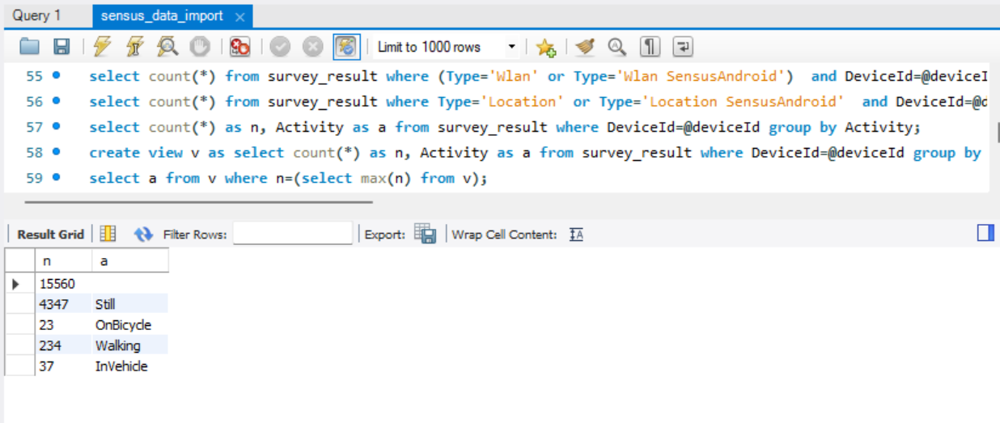 Query 1 sensus_data_import
Limit to 1000 rows
55 select count(*) from survey_result where (Type='Wlan' or Type='Wlan SensusAndroid')  and DeviceId=@deviceI
56 select count(*) from survey_result where Type='Location' or Type='Location SensusAndroid'  and DeviceId=@d
57 select count(*) as n, Activity as a from survey_result where DeviceId=@deviceId group by Activity;
58 create view v as select count(*) as n, Activity as a from survey_result where DeviceId=@deviceId group by
59 select a from v where n=(select max(n) from v);
Result Grid Filter Rows: Export: Wrap Cell Content: IA
n a
15560
4347 Still
23 OnBicycle
234 Walking
37 InVehicle